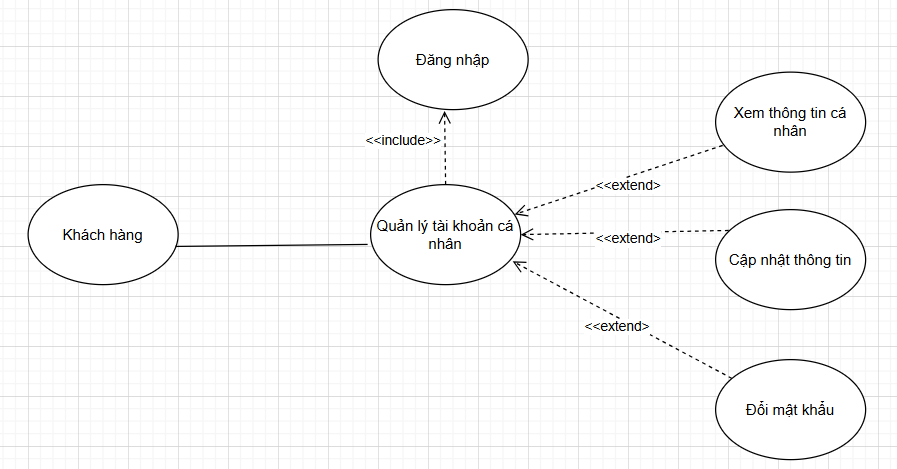 Đăng nhập
<<include>>
Khách hàng
Quản lý tài khoản cá
nhân
Xem thông tin cá
nhân
<<extend>
<<extend>
Cập nhật thông tin
<<extend>
Đổi mật khẩu